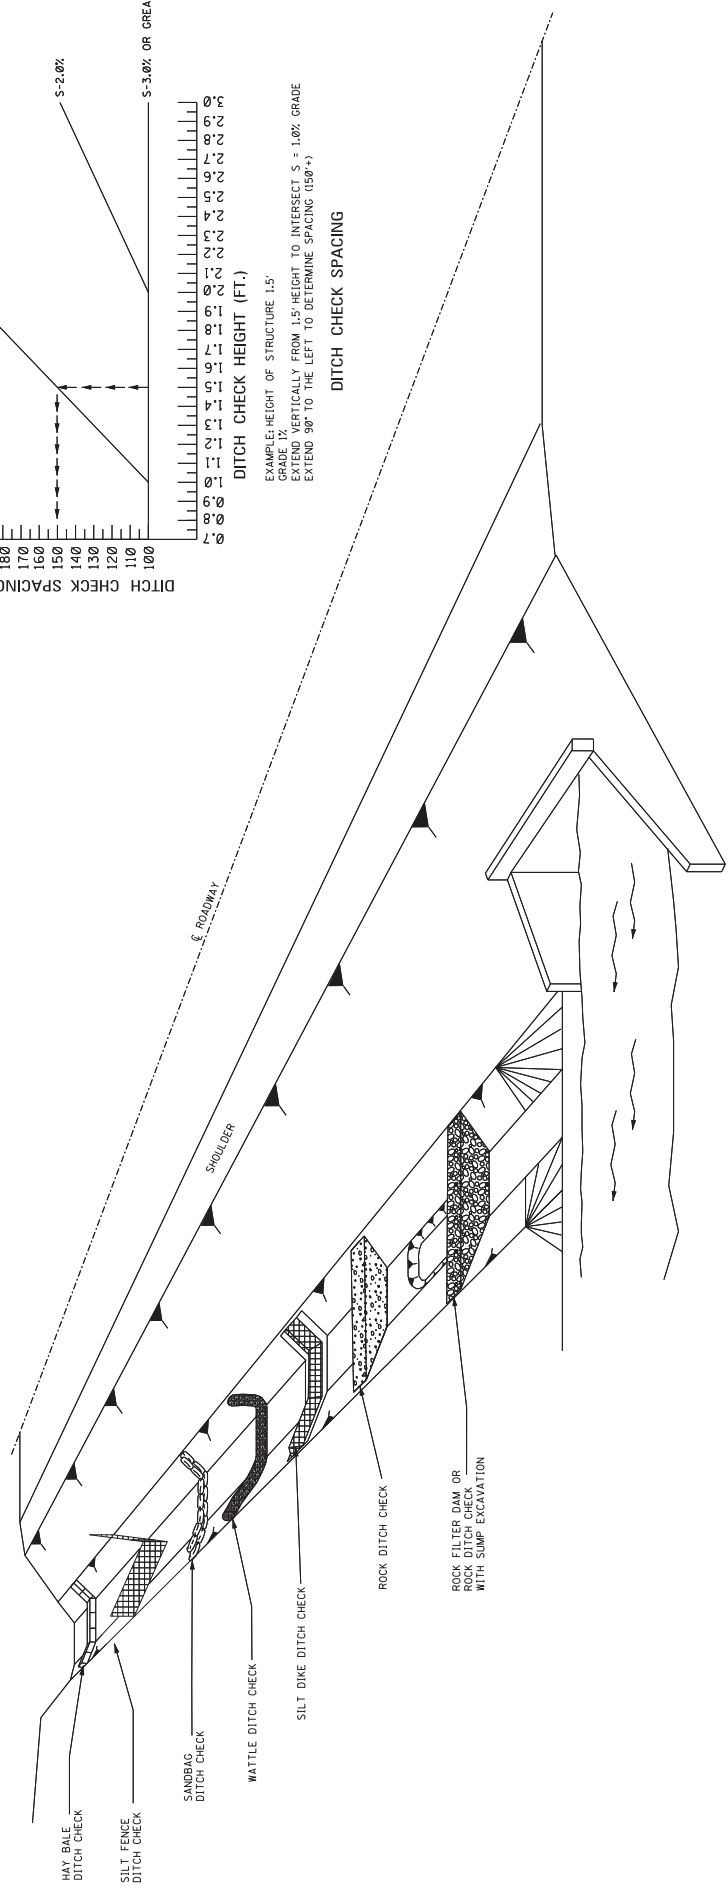 S-2.0%
S-3.0% OR GREA
180
170
160
150
140
130
120
110
100
DITCH CHECK SPACING
0.7
0.8
0.9
1.0
1.1
1.2
1.3
1.4
1.5
1.6
1.7
1.8
1.9
2.0
2.1
2.2
2.3
2.4
2.5
2.6
2.7
2.8
2.9
3.0
DITCH CHECK HEIGHT (FT.)
EXAMPLE: HEIGHT OF STRUCTURE 1.5'
GRADE 1%
EXTEND VERTICALLY FROM 1.5' HEIGHT TO INTERSECT S = 1.0% GRADE
EXTEND 90° TO THE LEFT TO DETERMINE SPACING (150'+)
DITCH CHECK SPACING
℄ ROADWAY
SHOULDER
HAY BALE
DITCH CHECK
SILT FENCE
DITCH CHECK
SANDBAG
DITCH CHECK
WATTLE DITCH CHECK
SILT DIKE DITCH CHECK
ROCK DITCH CHECK
ROCK FILTER DAM OR
ROCK DITCH CHECK
WITH SUMP EXCAVATION